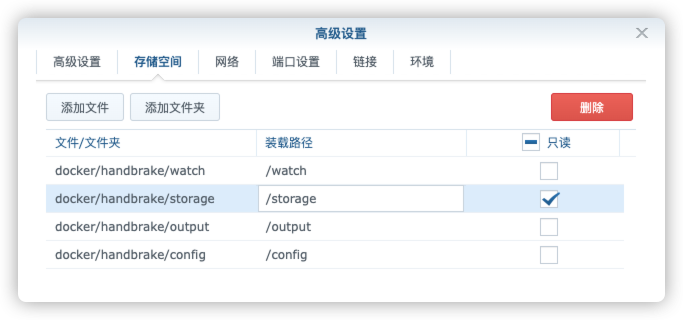 高级设置
高级设置 存储空间 网络 端口设置 链接 环境
添加文件 添加文件夹 删除
文件/文件夹 装载路径 只读
docker/handbrake/watch /watch
docker/handbrake/storage /storage
docker/handbrake/output /output
docker/handbrake/config /config